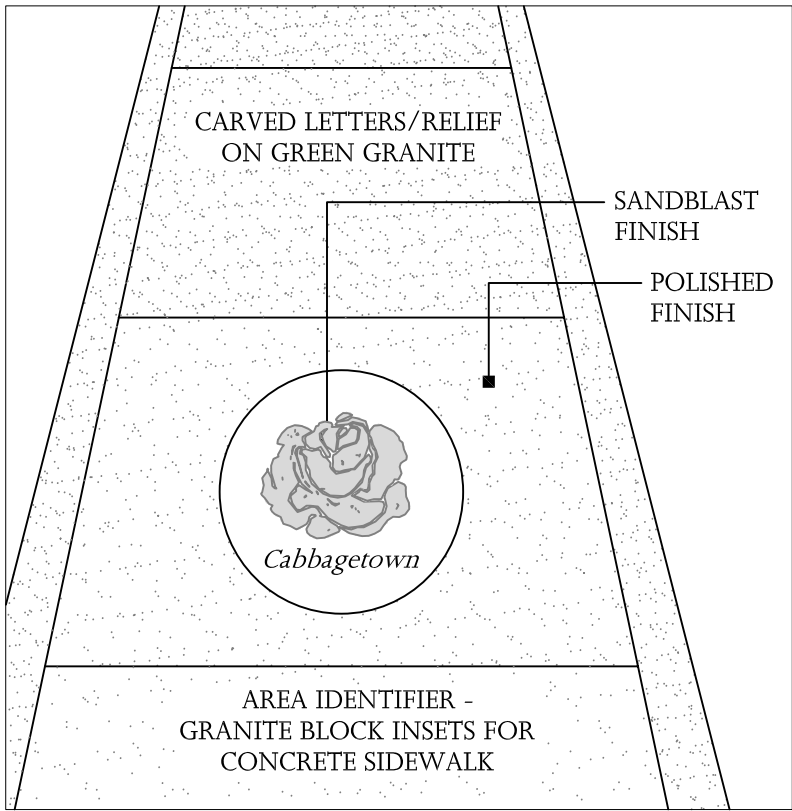 CARVED LETTERS/RELIEF
ON GREEN GRANITE
SANDBLAST
FINISH
POLISHED
FINISH
Cabbagetown
AREA IDENTIFIER -
GRANITE BLOCK INSETS FOR
CONCRETE SIDEWALK